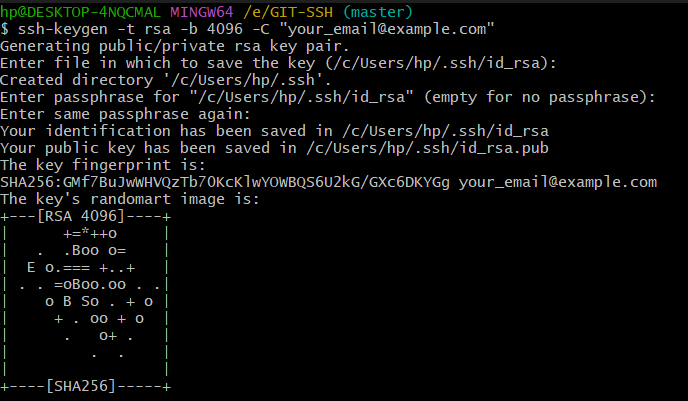 hp@DESKTOP-4NQCMAL MINGW64 /e/GIT-SSH (master)
$ ssh-keygen -t rsa -b 4096 -C "your_email@example.com"
Generating public/private rsa key pair.
Enter file in which to save the key (/c/Users/hp/.ssh/id_rsa):
Created directory '/c/Users/hp/.ssh'.
Enter passphrase for "/c/Users/hp/.ssh/id_rsa" (empty for no passphrase):
Enter same passphrase again:
Your identification has been saved in /c/Users/hp/.ssh/id_rsa
Your public key has been saved in /c/Users/hp/.ssh/id_rsa.pub
The key fingerprint is:
SHA256:GMf7BuJwWHVQzTb7OKcKlwYOWBQS6U2kG/GXc6DKYGg your_email@example.com
The key's randomart image is:
+---[RSA 4096]----+
|      +=*++o     |
|   .  .Boo o=    |
|  E o.=== +..+   |
| . . =oBoo.oo . .|
|    o B So . + o |
|     + . oo + o  |
|      .   o+ .   |
|         .  .    |
|                 |
+----[SHA256]-----+